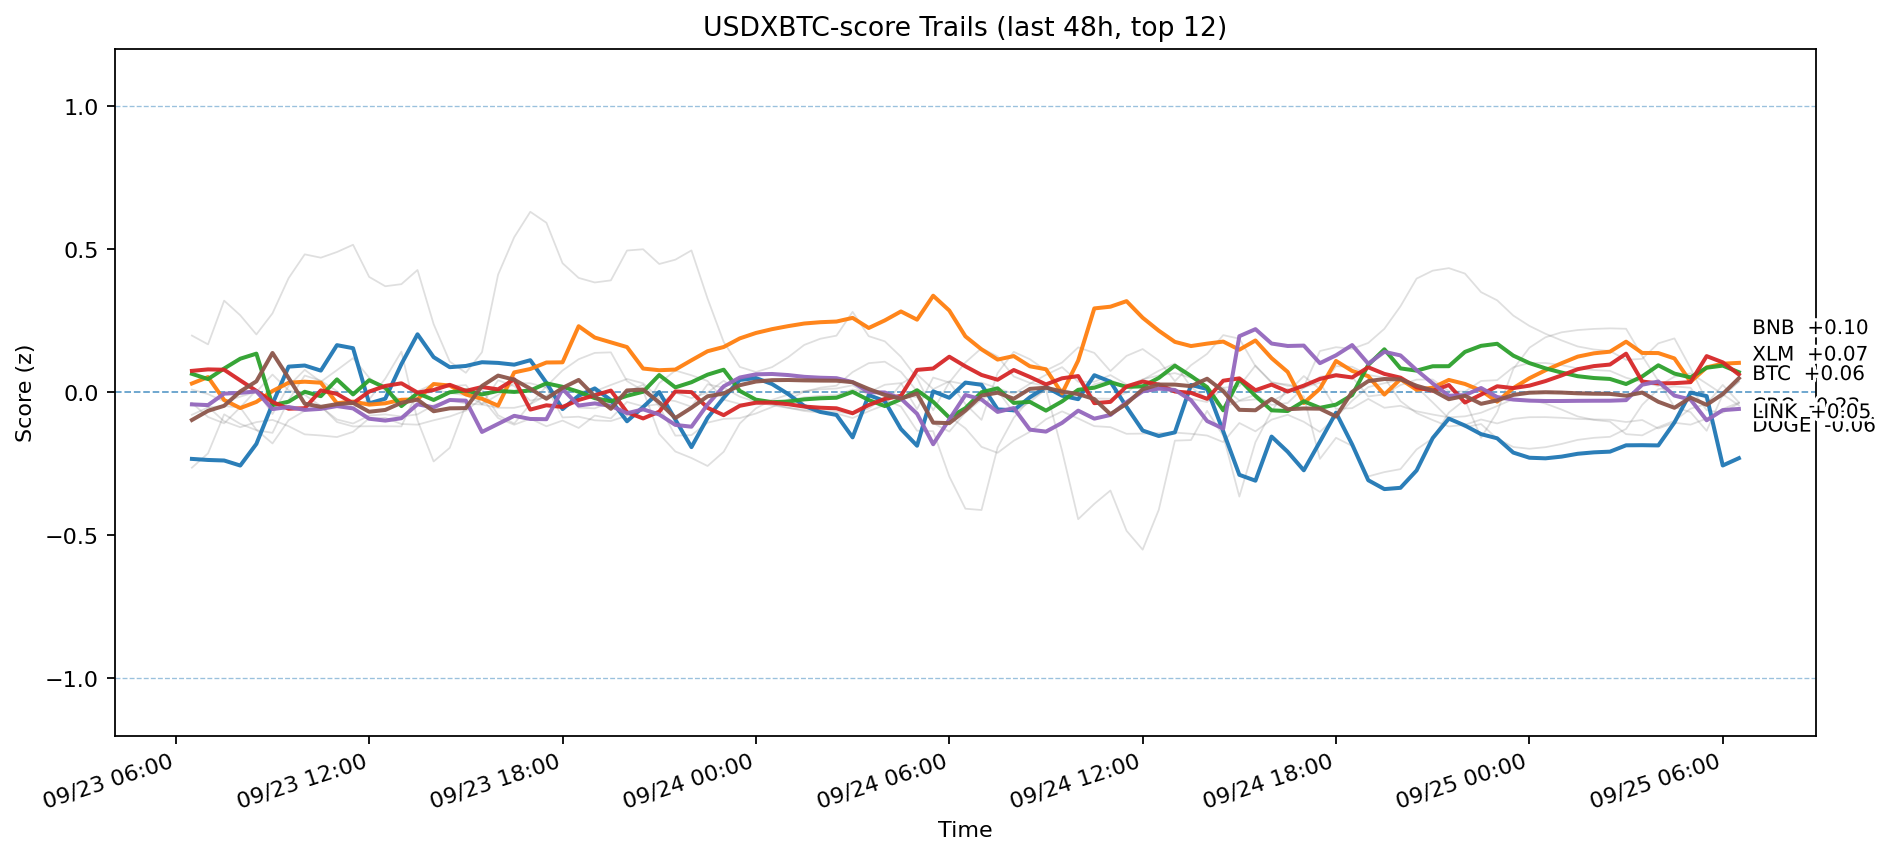 USDXBTC-score Trails (last 48h, top 12)
Score (z)
1.0
0.5
0.0
−0.5
−1.0
BNB +0.10
XLM +0.07
BTC +0.06
LINK +0.05
DOGE -0.06
09/23 06:00
09/23 12:00
09/23 18:00
09/24 00:00
09/24 06:00
09/24 12:00
09/24 18:00
09/25 00:00
09/25 06:00
Time